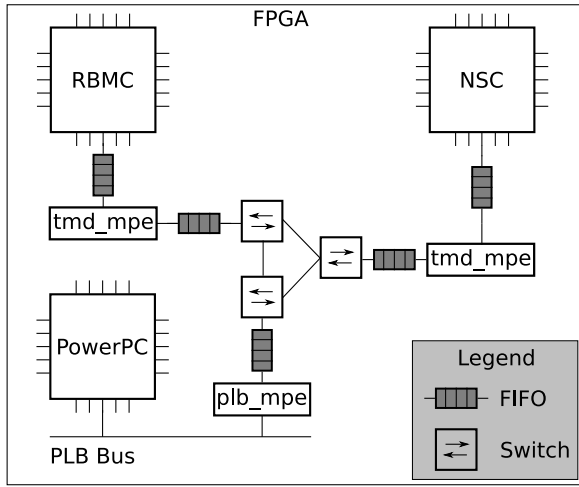 FPGA
RBMC
NSC
tmd_mpe
tmd_mpe
PowerPC
plb_mpe
PLB Bus
Legend
FIFO
Switch